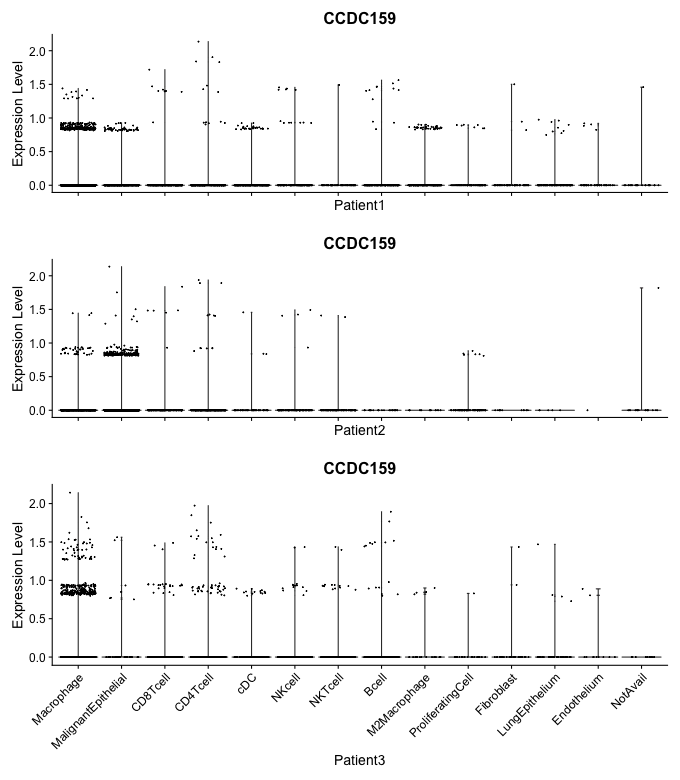 CCDC159
Expression Level
2.0
1.5
1.0
0.5
0.0
Patient1
CCDC159
Expression Level
2.0
1.5
1.0
0.5
0.0
Patient2
CCDC159
Expression Level
2.0
1.5
1.0
0.5
0.0
Macrophage
MalignantEpithelial
CD8Tcell
CD4Tcell
cDC
NKcell
NKTcell
Bcell
M2Macrophage
ProliferatingCell
Fibroblast
LungEpithelium
Endothelium
NotAvail
Patient3